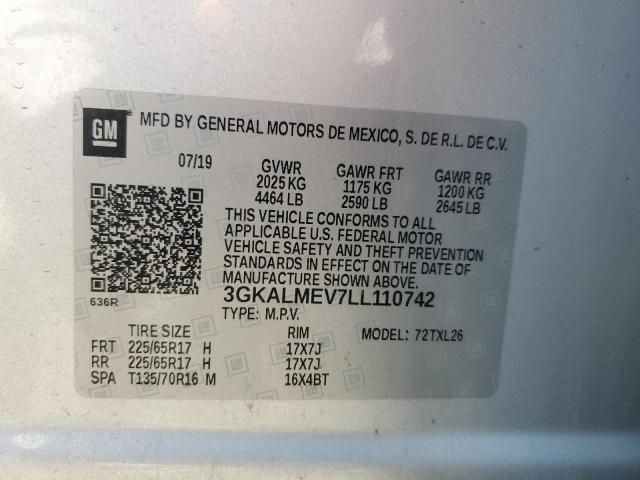 GM
MFD BY GENERAL MOTORS DE MEXICO, S. DE R.L. DE C.V.
07/19 GVWR GAWR FRT GAWR RR
2025 KG 1175 KG 1200 KG
4464 LB 2590 LB 2645 LB
THIS VEHICLE CONFORMS TO ALL
APPLICABLE U.S. FEDERAL MOTOR
VEHICLE SAFETY AND THEFT PREVENTION
STANDARDS IN EFFECT ON THE DATE OF
MANUFACTURE SHOWN ABOVE.
636R 3GKALMEV7LL110742
TYPE: M.P.V.
TIRE SIZE RIM MODEL: 72TXL26
FRT 225/65R17 H 17X7J
RR 225/65R17 H 17X7J
SPA T135/70R16 M 16X4BT